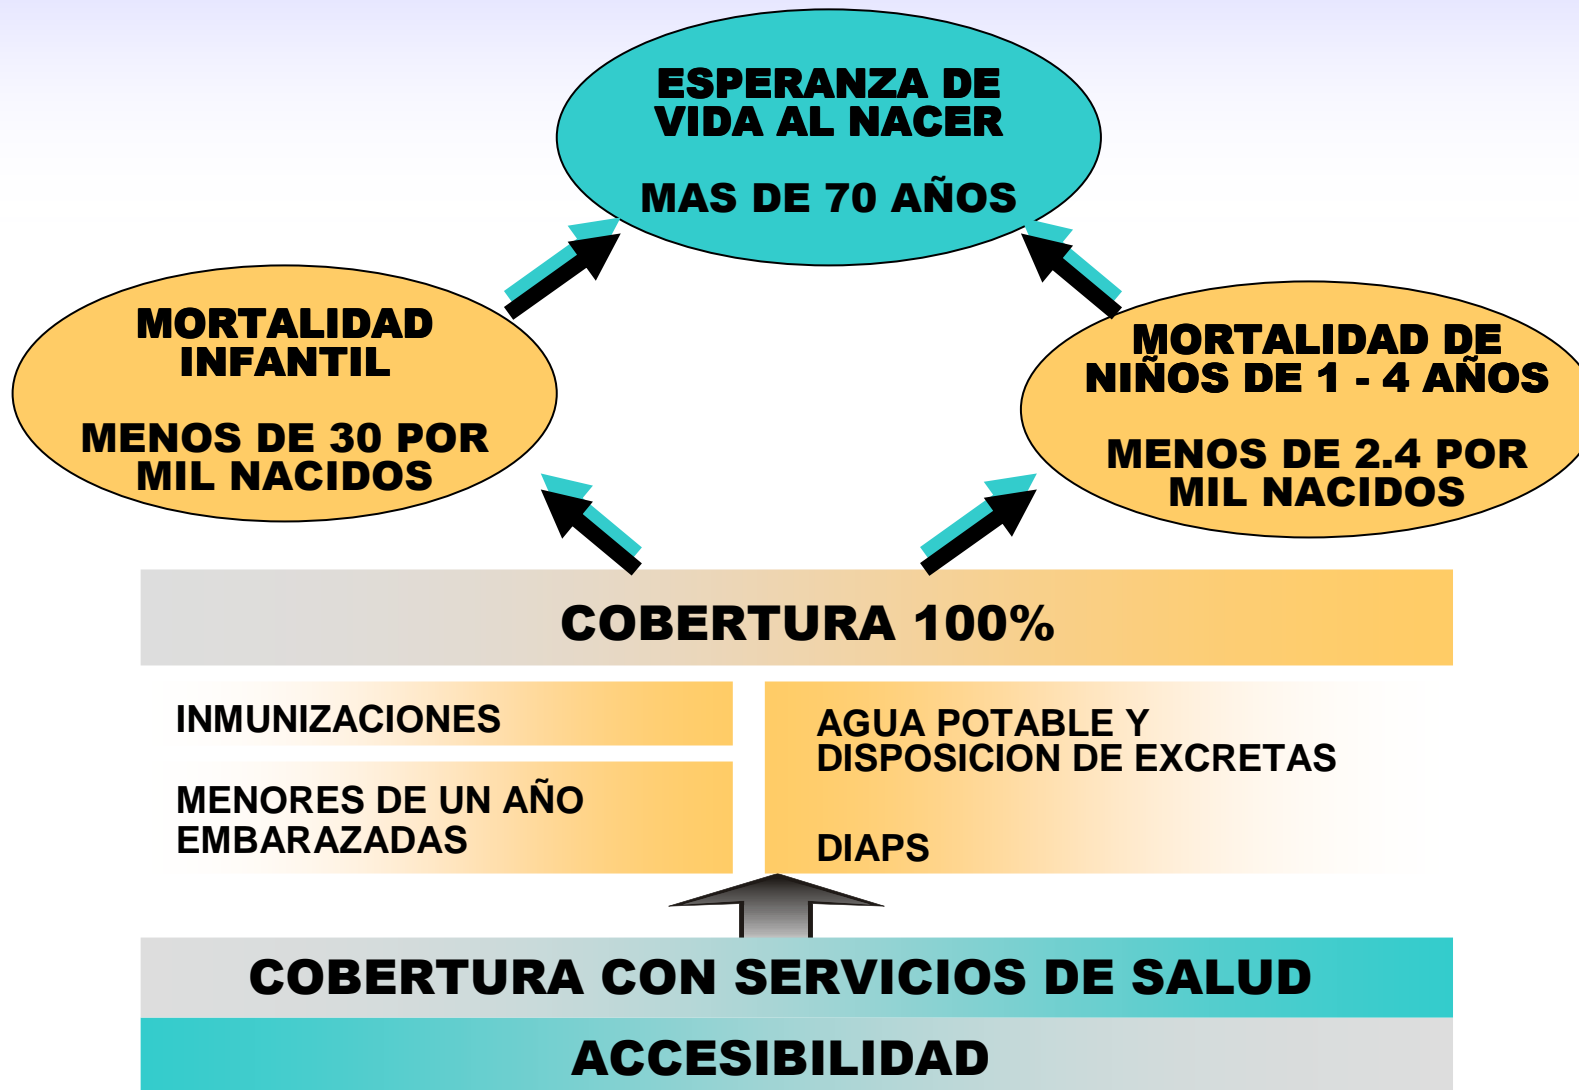 ESPERANZA DE
VIDA AL NACER
MAS DE 70 AÑOS
MORTALIDAD
INFANTIL
MENOS DE 30 POR
MIL NACIDOS
MORTALIDAD DE
NIÑOS DE 1 - 4 AÑOS
MENOS DE 2.4 POR
MIL NACIDOS
COBERTURA 100%
INMUNIZACIONES
MENORES DE UN AÑO
EMBARAZADAS
AGUA POTABLE Y
DISPOSICION DE EXCRETAS
DIAPS
COBERTURA CON SERVICIOS DE SALUD
ACCESIBILIDAD